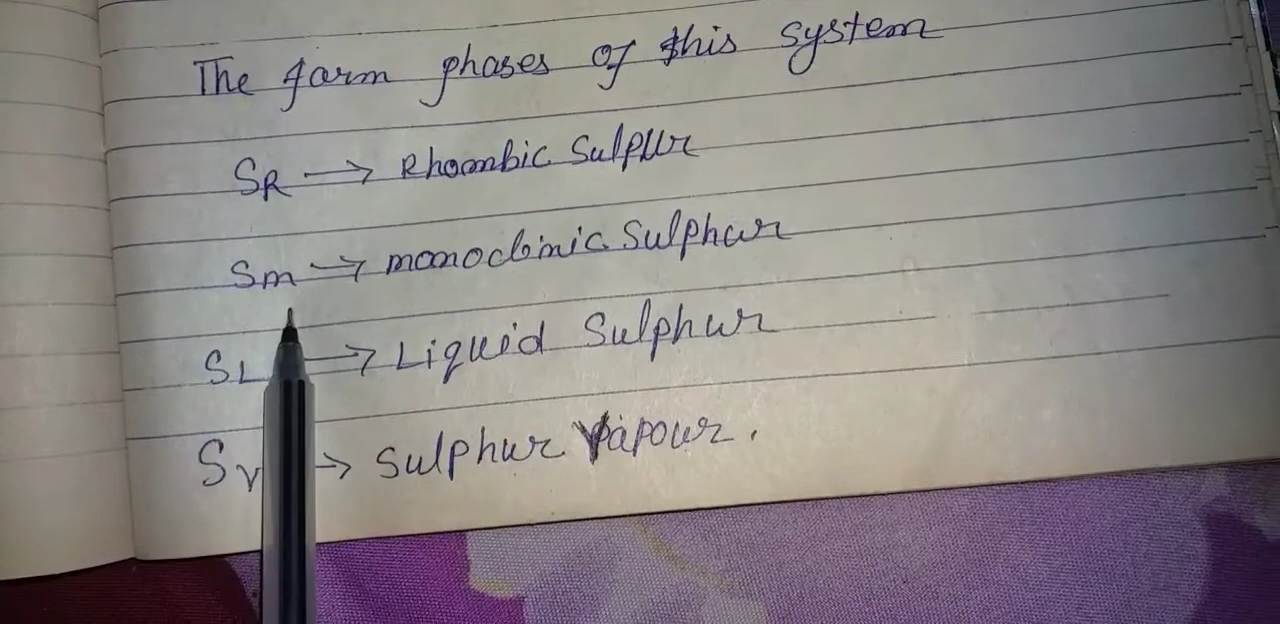 The form phases of this system
SR → Rhombic Sulpur
Sm → monoclinic Sulphur
SL → Liquid Sulphur
SV → Sulphur Vapour.